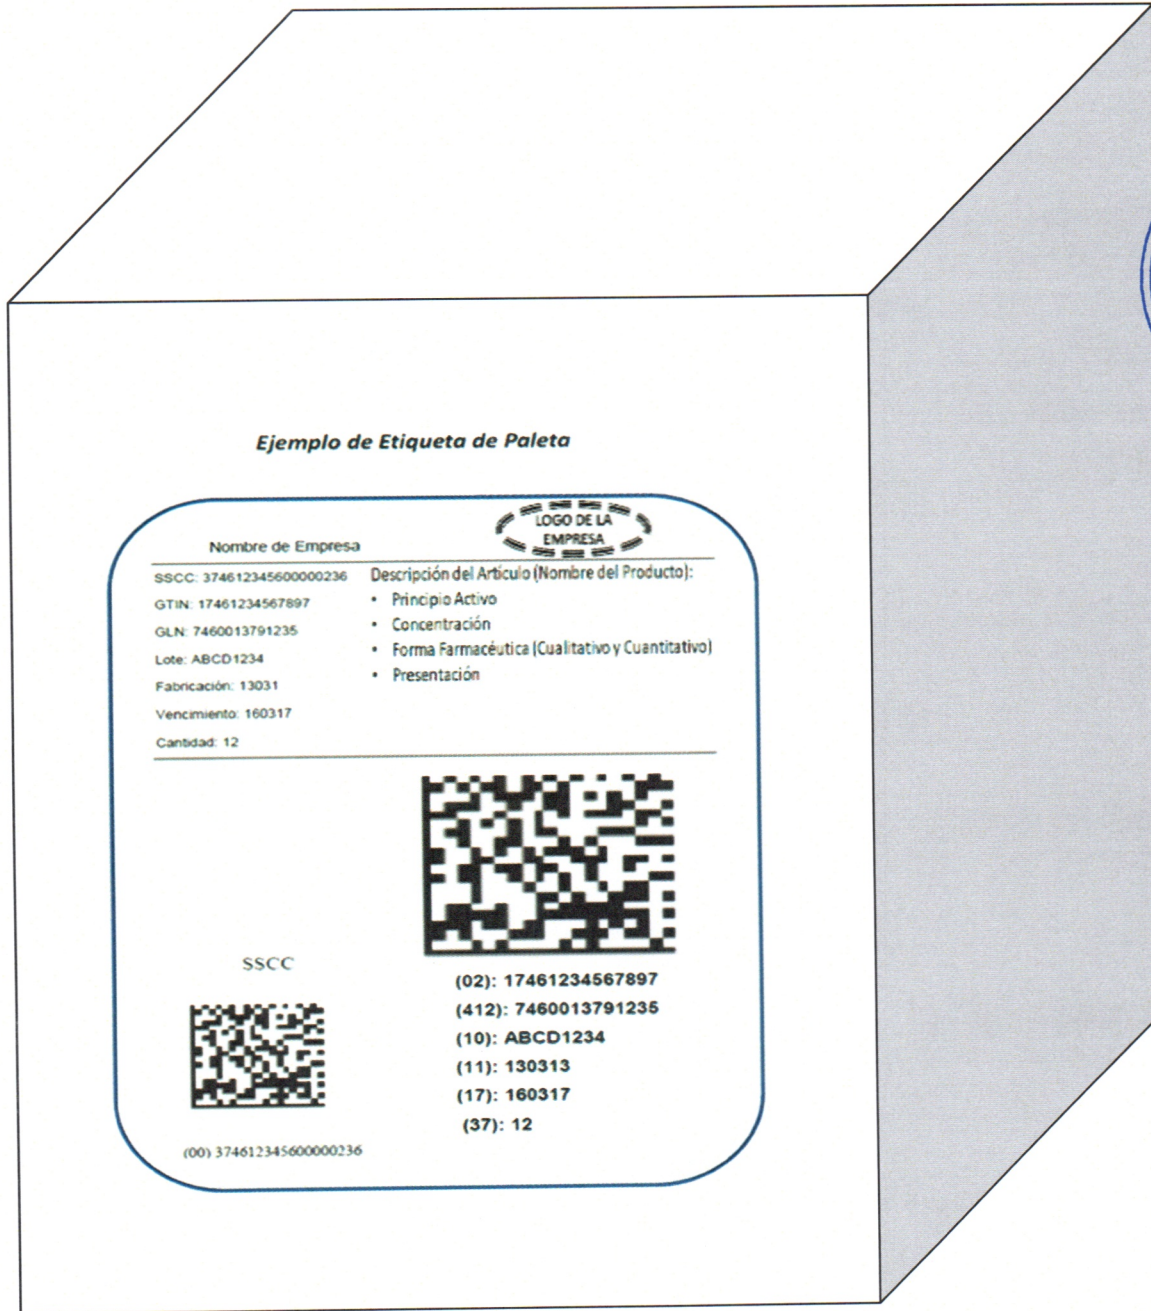 Ejemplo de Etiqueta de Paleta
LOGO DE LA
EMPRESA
Nombre de Empresa
SSCC: 374612345600000236
GTIN: 17461234567897
GLN: 7460013791235
Lote: ABCD1234
Fabricación: 13031
Vencimiento: 160317
Cantidad: 12
Descripción del Artículo (Nombre del Producto):
• Principio Activo
• Concentración
• Forma Farmacéutica (Cualitativo y Cuantitativo)
• Presentación
SSCC
(00) 374612345600000236
(02): 17461234567897
(412): 7460013791235
(10): ABCD1234
(11): 130313
(17): 160317
(37): 12